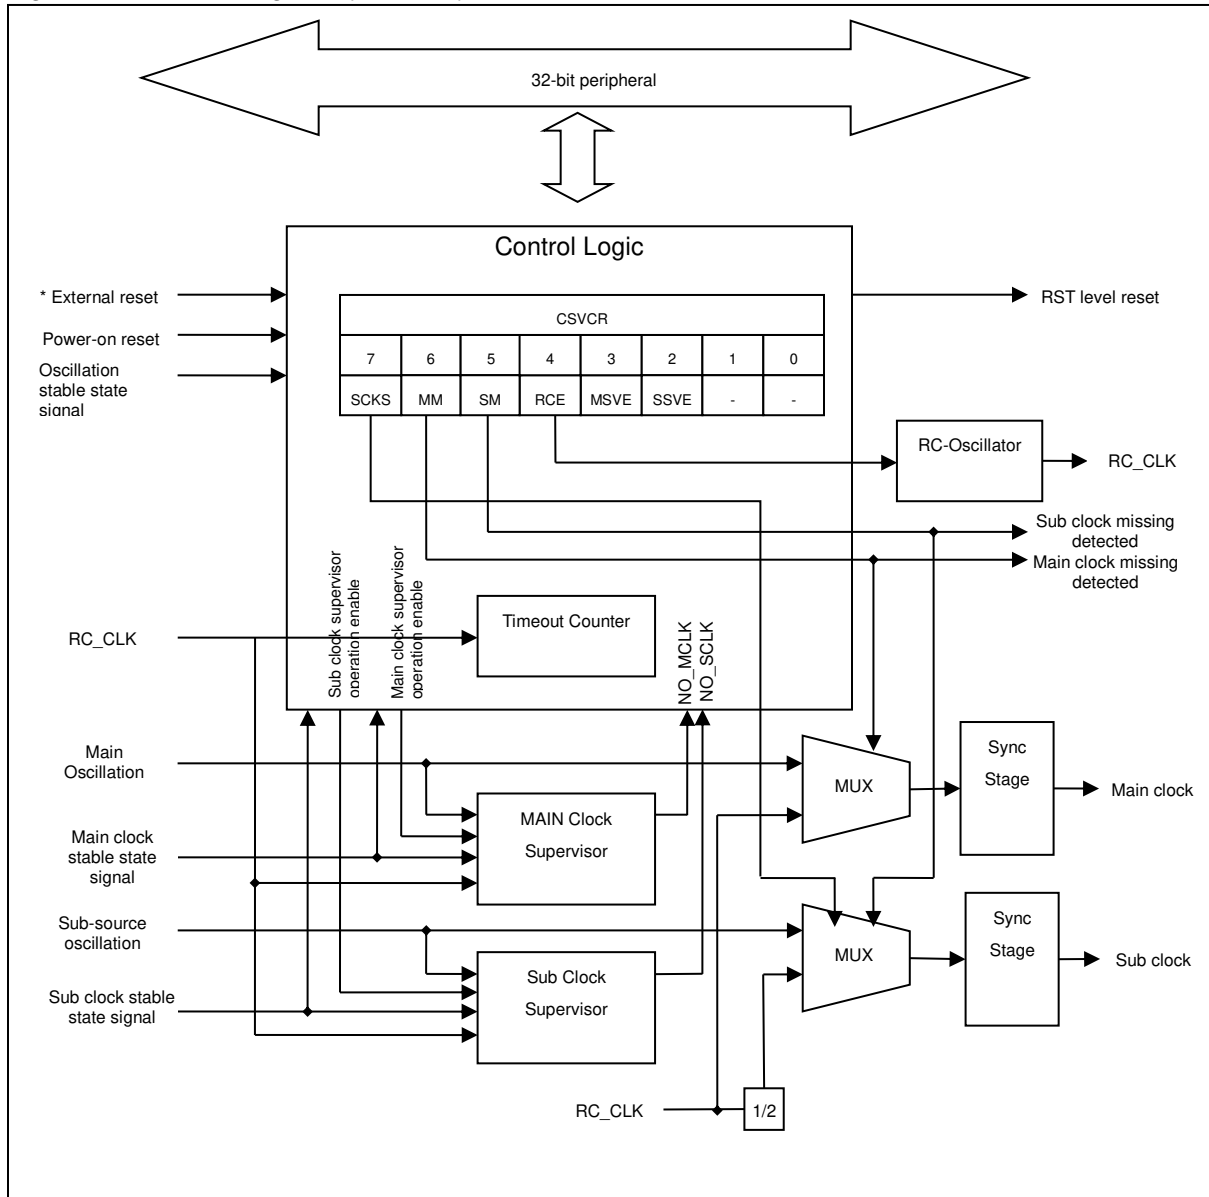 32-bit peripheral
Control Logic
* External reset
Power-on reset
Oscillation
stable state
signal
CSVCR
7 6 5 4 3 2 1 0
SCKS MM SM RCE MSVE SSVE - -
RST level reset
RC-Oscillator
RC_CLK
Sub clock missing
detected
Main clock missing
detected
Sub clock supervisor
operation enable
Main clock supervisor
operation enable
Timeout Counter
NO_MCLK
NO_SCLK
RC_CLK
Main
Oscillation
MAIN Clock
Supervisor
MUX
Sync
Stage
Main clock
Main clock
stable state
signal
Sub-source
oscillation
Sub Clock
Supervisor
MUX
Sync
Stage
Sub clock
Sub clock stable
state signal
RC_CLK
1/2